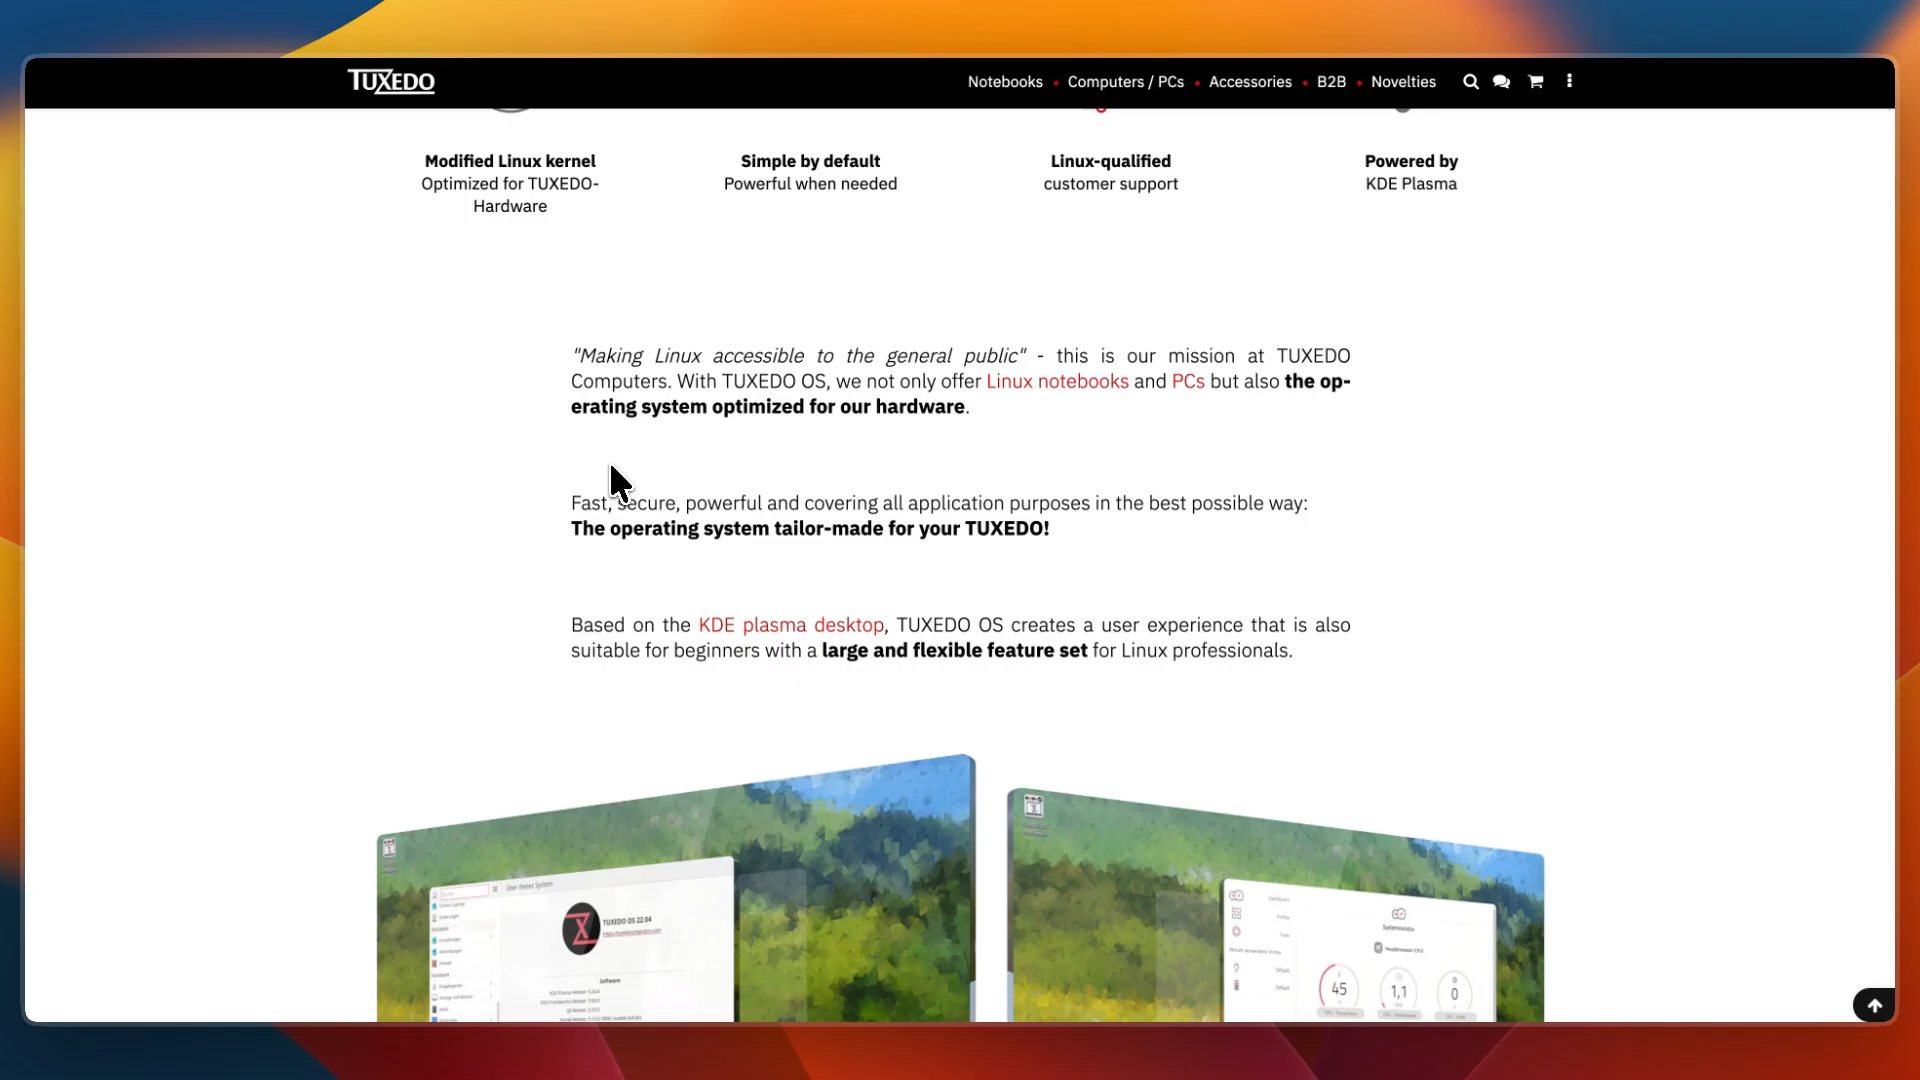 TUXEDO
Notebooks • Computers / PCs • Accessories • B2B • Novelties
Modified Linux kernel
Optimized for TUXEDO-
Hardware
Simple by default
Powerful when needed
Linux-qualified
customer support
Powered by
KDE Plasma
"Making Linux accessible to the general public" - this is our mission at TUXEDO
Computers. With TUXEDO OS, we not only offer Linux notebooks and PCs but also the op-
erating system optimized for our hardware.
Fast, secure, powerful and covering all application purposes in the best possible way:
The operating system tailor-made for your TUXEDO!
Based on the KDE plasma desktop, TUXEDO OS creates a user experience that is also
suitable for beginners with a large and flexible feature set for Linux professionals.
Über dieses System
TUXEDO OS 22.04
Software
Systemmonitor
45
1,1
0